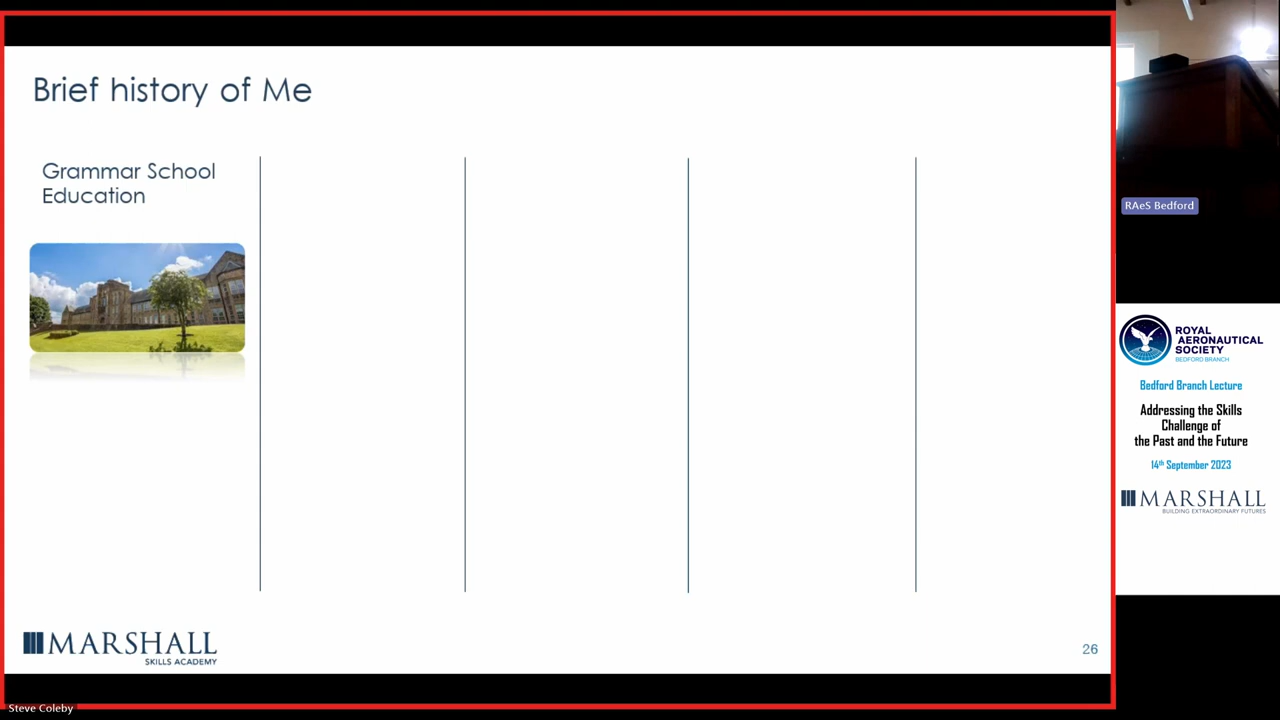 Brief history of Me
Grammar School
Education
MARSHALL
SKILLS ACADEMY
26
Steve Coleby
RAeS Bedford
ROYAL
AERONAUTICAL
SOCIETY
BEDFORD BRANCH
Bedford Branch Lecture
Addressing the Skills
Challenge of
the Past and the Future
14th September 2023
MARSHALL
BUILDING EXTRAORDINARY FUTURES